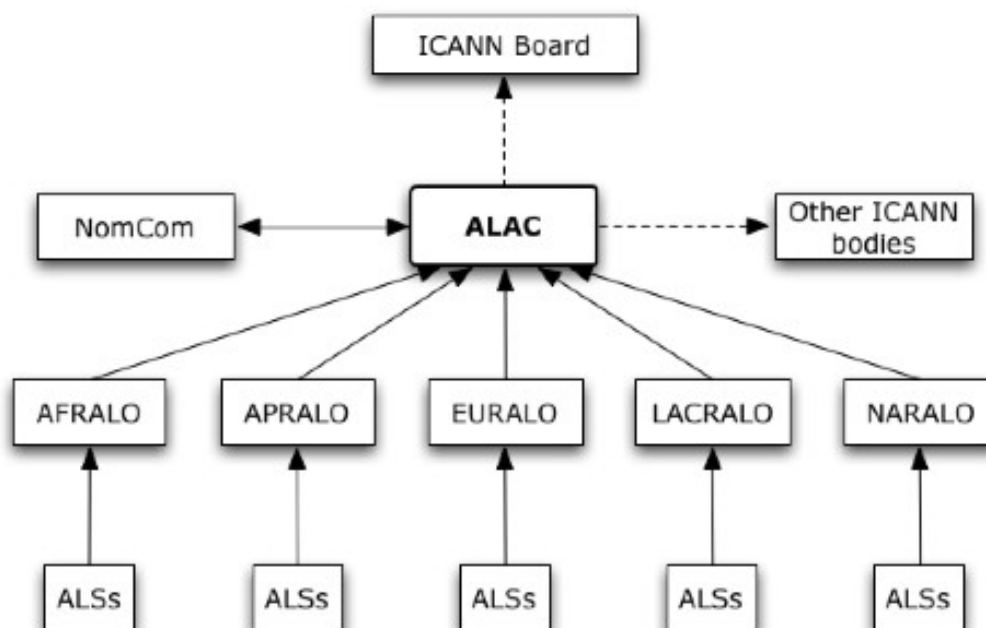 ICANN Board
NomCom
ALAC
Other ICANN
bodies
AFRALO
APRALO
EURALO
LACRALO
NARALO
ALSs
ALSs
ALSs
ALSs
ALSs